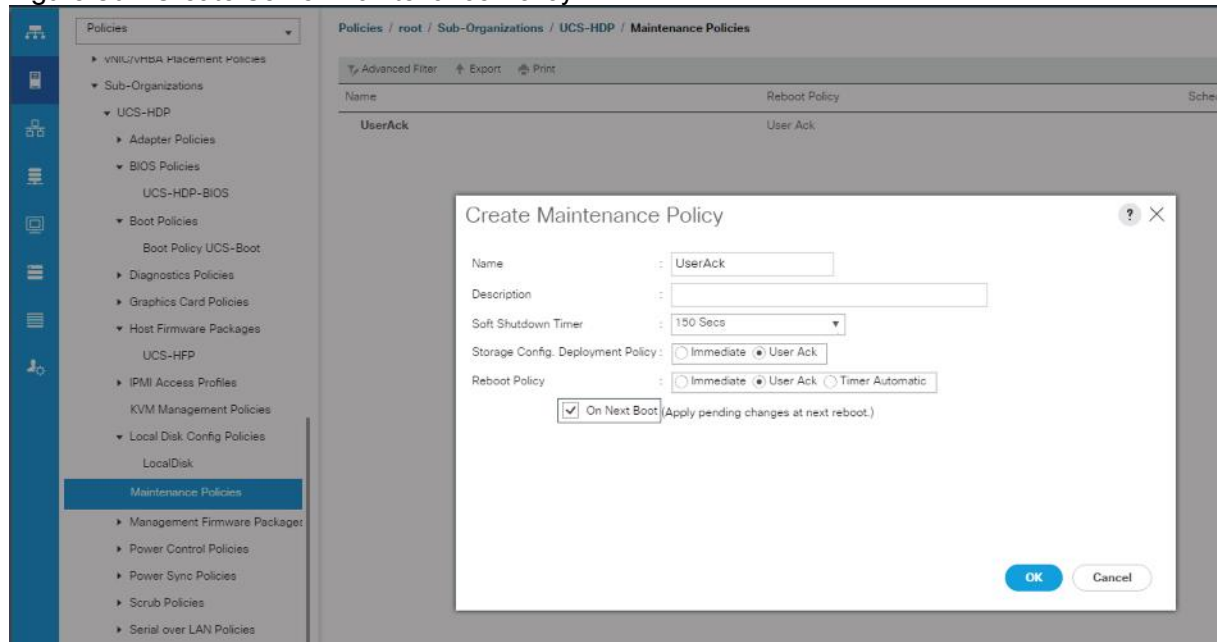 Policies
Policies / root / Sub-Organizations / UCS-HDP / Maintenance Policies
vNIC/vHBA Placement Policies
Sub-Organizations
UCS-HDP
Adapter Policies
BIOS Policies
UCS-HDP-BIOS
Boot Policies
Boot Policy UCS-Boot
Diagnostics Policies
Graphics Card Policies
Host Firmware Packages
UCS-HFP
IPMI Access Profiles
KVM Management Policies
Local Disk Config Policies
LocalDisk
Maintenance Policies
Management Firmware Packages
Power Control Policies
Power Sync Policies
Scrub Policies
Serial over LAN Policies
Advanced Filter Export Print
Name Reboot Policy Sche
UserAck User Ack
Create Maintenance Policy ?
Name : UserAck
Description :
Soft Shutdown Timer : 150 Secs
Storage Config. Deployment Policy : Immediate User Ack
Reboot Policy : Immediate User Ack Timer Automatic
On Next Boot (Apply pending changes at next reboot.)
OK Cancel